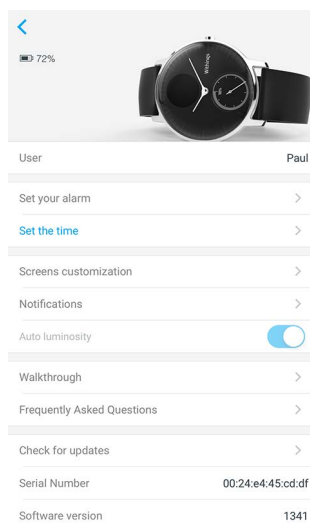 72%
Withings
User Paul
Set your alarm
Set the time
Screens customization
Notifications
Auto luminosity
Walkthrough
Frequently Asked Questions
Check for updates
Serial Number 00:24:e4:45:cd:df
Software version 1341